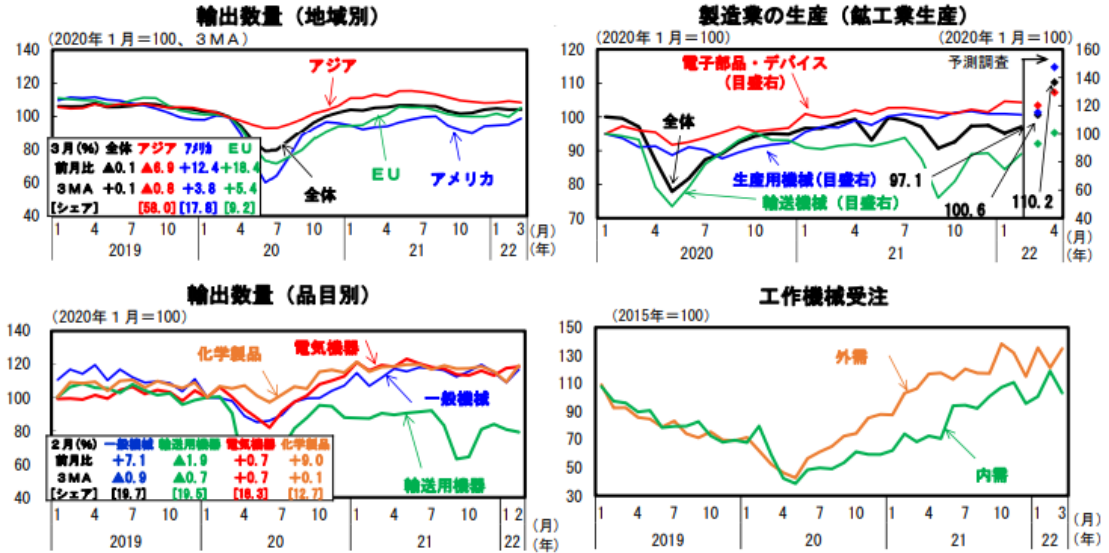 輸出数量（地域別）
（2020年１月＝100、３MA）
140
120
100
80
60
40
アジア
全体
ＥＵ
アメリカ
３月(%) 全体 アジア ｱﾒﾘｶ ＥＵ
前月比 ▲0.1 ▲6.9 +12.4 +18.4
３MA +0.1 ▲0.8 +3.8 +5.4
[シェア] [58.0] [17.8] [9.2]
1 4 7 10 1 4 7 10 1 4 7 10 1 3 (月)
2019 20 21 22 (年)
製造業の生産（鉱工業生産）
（2020年１月＝100） （2020年１月＝100）
120
110
100
90
80
70
160
140
120
100
80
60
40
予測調査
電子部品・デバイス
（目盛右）
全体
生産用機械(目盛右)
輸送機械（目盛右）
97.1
100.6
110.2
1 4 7 10 1 4 7 10 1 4 (月)
2020 21 22 (年)
輸出数量（品目別）
（2020年１月＝100）
140
120
100
80
60
40
化学製品
電気機器
一般機械
輸送用機器
２月(%) 一般機械 輸送用機器 電気機器 化学製品
前月比 +7.1 ▲1.9 +0.7 +9.0
３MA ▲0.9 ▲0.7 +0.7 +0.1
[シェア] [19.7] [19.5] [18.3] [12.7]
1 4 7 10 1 4 7 10 1 4 7 10 1 2 (月)
2019 20 21 22 (年)
工作機械受注
（2015年＝100）
150
130
110
90
70
50
30
外需
内需
1 4 7 10 1 4 7 10 1 4 7 10 1 3 (月)
2019 20 21 22 (年)